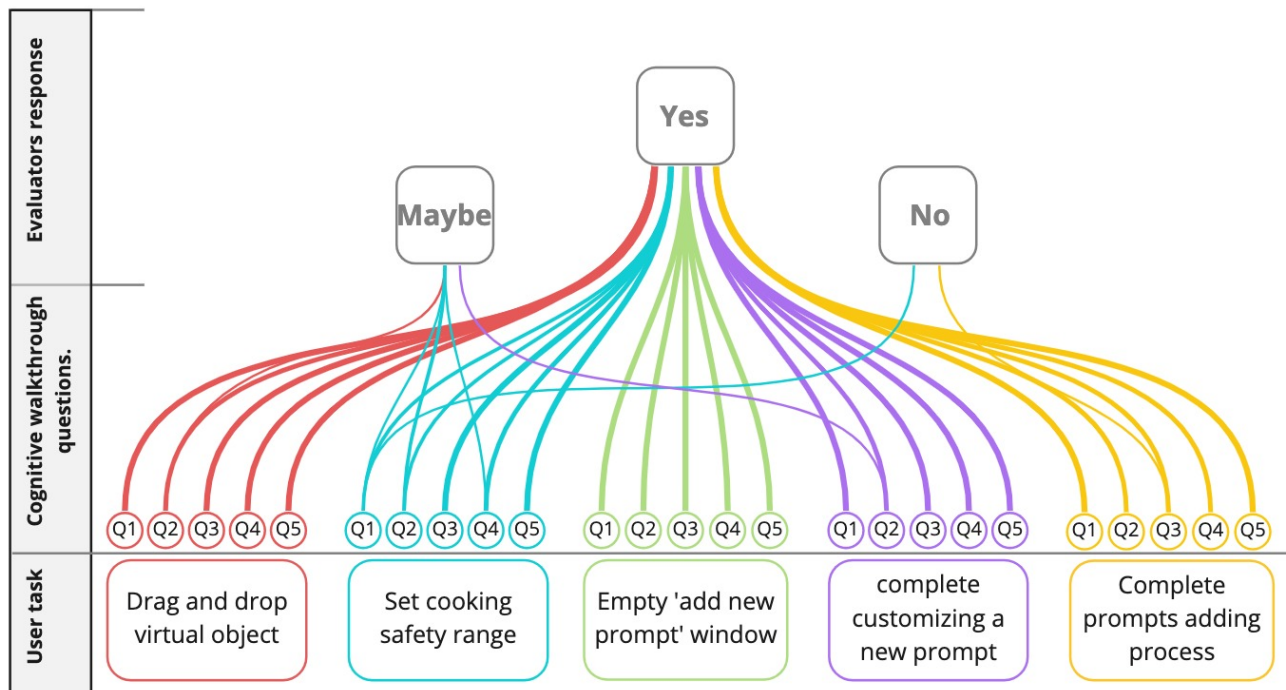 Evaluators response
Yes
Maybe
No
Cognitive walkthrough
questions.
Q1 Q2 Q3 Q4 Q5
Q1 Q2 Q3 Q4 Q5
Q1 Q2 Q3 Q4 Q5
Q1 Q2 Q3 Q4 Q5
Q1 Q2 Q3 Q4 Q5
User task
Drag and drop
virtual object
Set cooking
safety range
Empty 'add new
prompt' window
complete
customizing a
new prompt
Complete
prompts adding
process